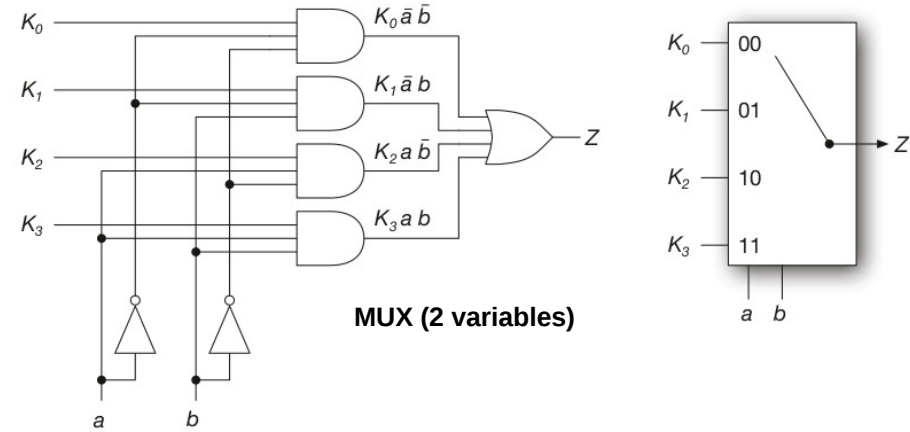 K₀
K₀ a̅ b̅
K₁
K₁ a̅ b
K₂
K₂ a b̅
K₃
K₃ a b
Z
MUX (2 variables)
a
b
K₀
00
K₁
01
K₂
10
K₃
11
Z
a b